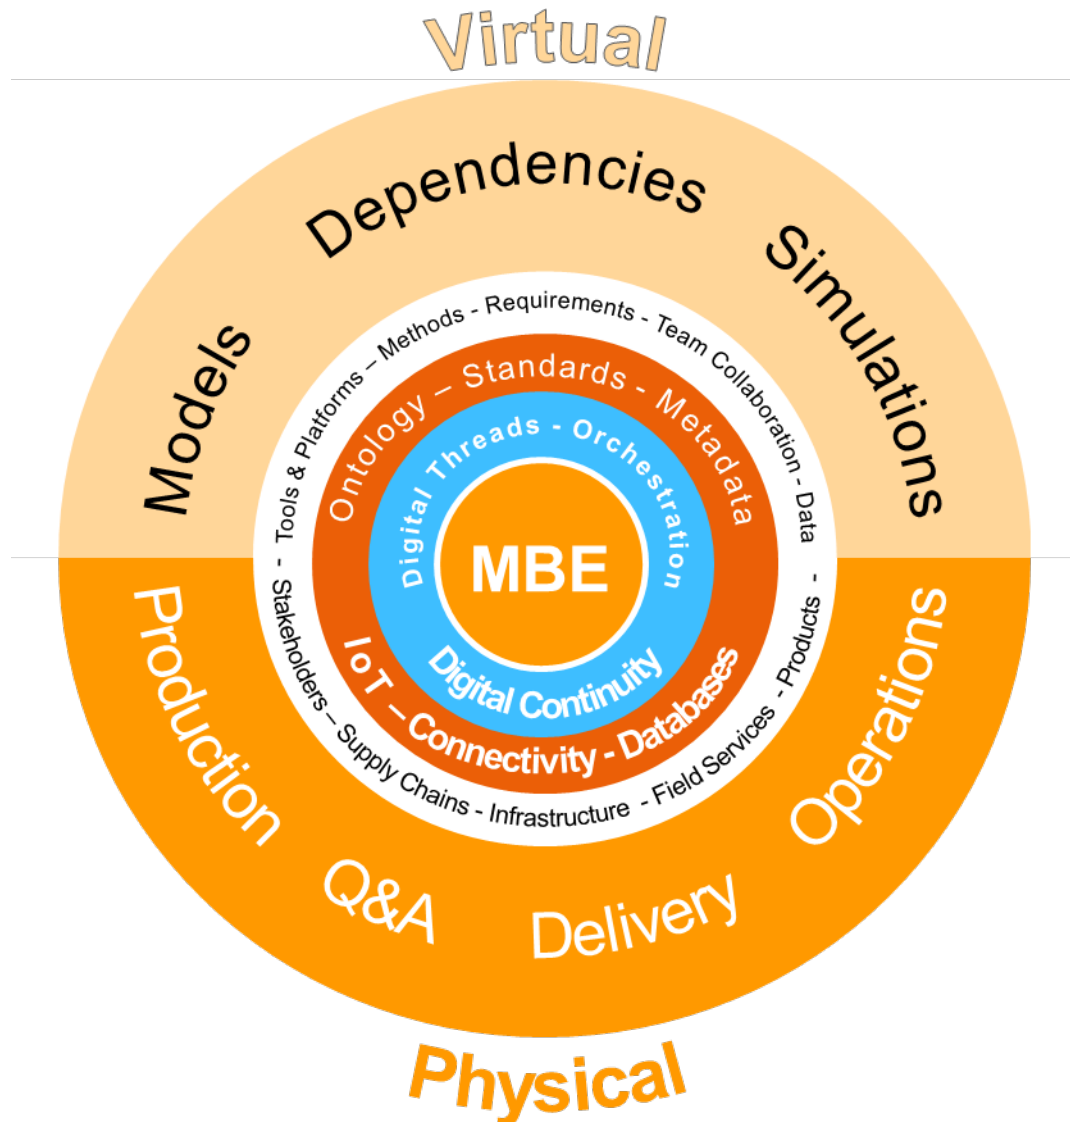 Virtual
Models
Dependencies
Simulations
- Tools & Platforms – Methods - Requirements - Team Collaboration - Data
Ontology – Standards - Metadata
Digital Threads - Orchestration
MBE
Digital Continuity
IoT – Connectivity - Databases
Stakeholders – Supply Chains - Infrastructure - Field Services - Products -
Production
Q&A
Delivery
Operations
Physical